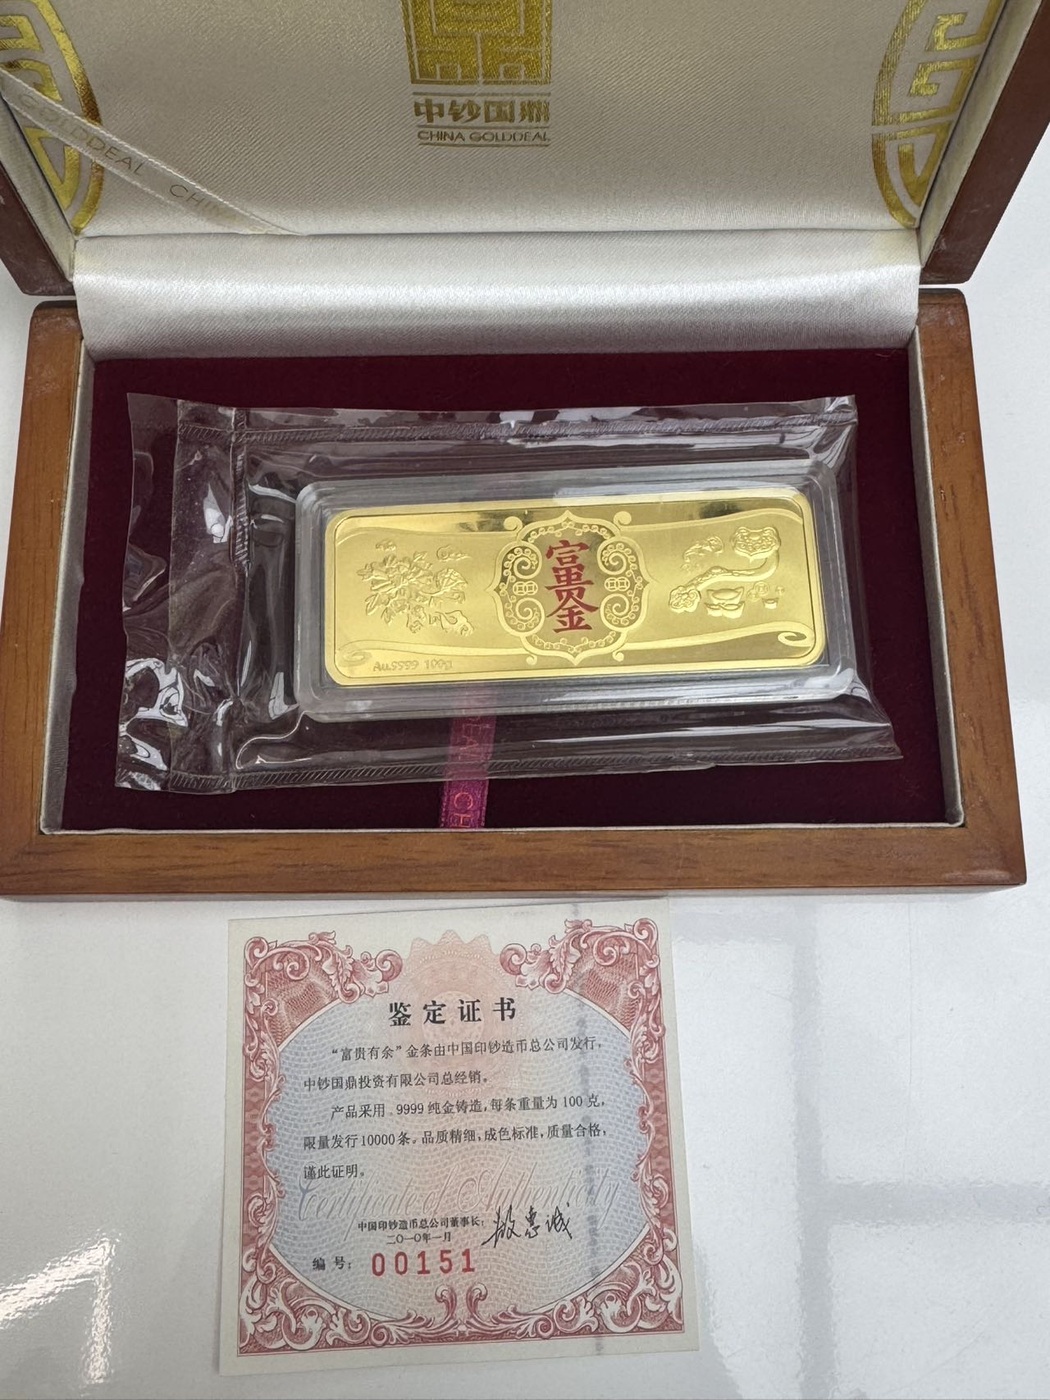 中钞国鼎
CHINA GOLDDEAL
GOLDDEAL CHI
富貴金
Au.9999 100g
DEAL CH
鉴定证书
“富贵有余”金条由中国印钞造币总公司发行，
中钞国鼎投资有限公司总经销。
产品采用.9999纯金铸造，每条重量为100克，
限量发行10000条。品质精细，成色标准，质量合格，
谨此证明。
Certificate of Authenticity
中国印钞造币总公司董事长：
二〇一〇年一月
编号：00151